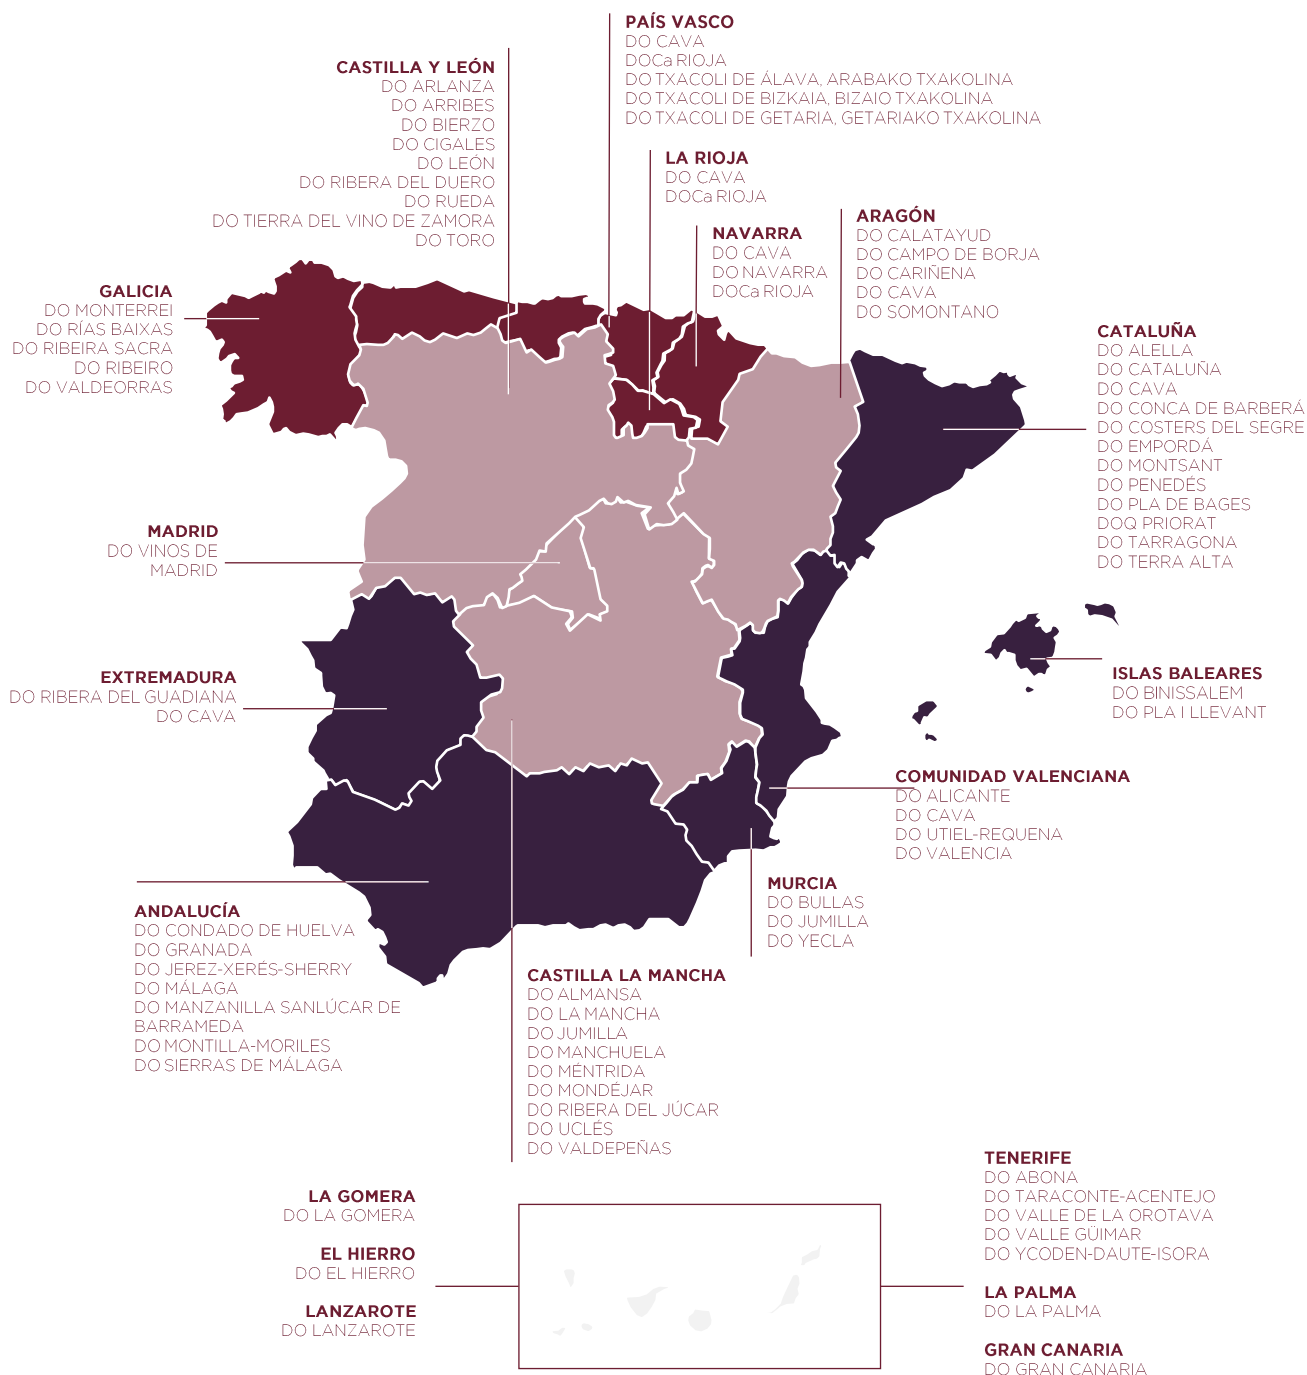 PAÍS VASCO
DO CAVA
DOCa RIOJA
DO TXACOLI DE ÁLAVA, ARABAKO TXAKOLINA
DO TXACOLI DE BIZKAIA, BIZAIO TXAKOLINA
DO TXACOLI DE GETARIA, GETARIAKO TXAKOLINA
CASTILLA Y LEÓN
DO ARLANZA
DO ARRIBES
DO BIERZO
DO CIGALES
DO LEÓN
DO RIBERA DEL DUERO
DO RUEDA
DO TIERRA DEL VINO DE ZAMORA
DO TORO
LA RIOJA
DO CAVA
DOCa RIOJA
NAVARRA
DO CAVA
DO NAVARRA
DOCa RIOJA
ARAGÓN
DO CALATAYUD
DO CAMPO DE BORJA
DO CARIÑENA
DO CAVA
DO SOMONTANO
GALICIA
DO MONTERREI
DO RÍAS BAIXAS
DO RIBEIRA SACRA
DO RIBEIRO
DO VALDEORRAS
CATALUÑA
DO ALELLA
DO CATALUÑA
DO CAVA
DO CONCA DE BARBERÁ
DO COSTERS DEL SEGRE
DO EMPORDÁ
DO MONTSANT
DO PENEDÉS
DO PLA DE BAGES
DOQ PRIORAT
DO TARRAGONA
DO TERRA ALTA
MADRID
DO VINOS DE
MADRID
EXTREMADURA
DO RIBERA DEL GUADIANA
DO CAVA
ISLAS BALEARES
DO BINISSALEM
DO PLA I LLEVANT
COMUNIDAD VALENCIANA
DO ALICANTE
DO CAVA
DO UTIEL-REQUENA
DO VALENCIA
MURCIA
DO BULLAS
DO JUMILLA
DO YECLA
ANDALUCÍA
DO CONDADO DE HUELVA
DO GRANADA
DO JEREZ-XERÉS-SHERRY
DO MÁLAGA
DO MANZANILLA SANLÚCAR DE
BARRAMEDA
DO MONTILLA-MORILES
DO SIERRAS DE MÁLAGA
CASTILLA LA MANCHA
DO ALMANSA
DO LA MANCHA
DO JUMILLA
DO MANCHUELA
DO MÉNTRIDA
DO MONDÉJAR
DO RIBERA DEL JÚCAR
DO UCLÉS
DO VALDEPEÑAS
LA GOMERA
DO LA GOMERA
EL HIERRO
DO EL HIERRO
LANZAROTE
DO LANZAROTE
TENERIFE
DO ABONA
DO TARACONTE-ACENTEJO
DO VALLE DE LA OROTAVA
DO VALLE GÜIMAR
DO YCODEN-DAUTE-ISORA
LA PALMA
DO LA PALMA
GRAN CANARIA
DO GRAN CANARIA